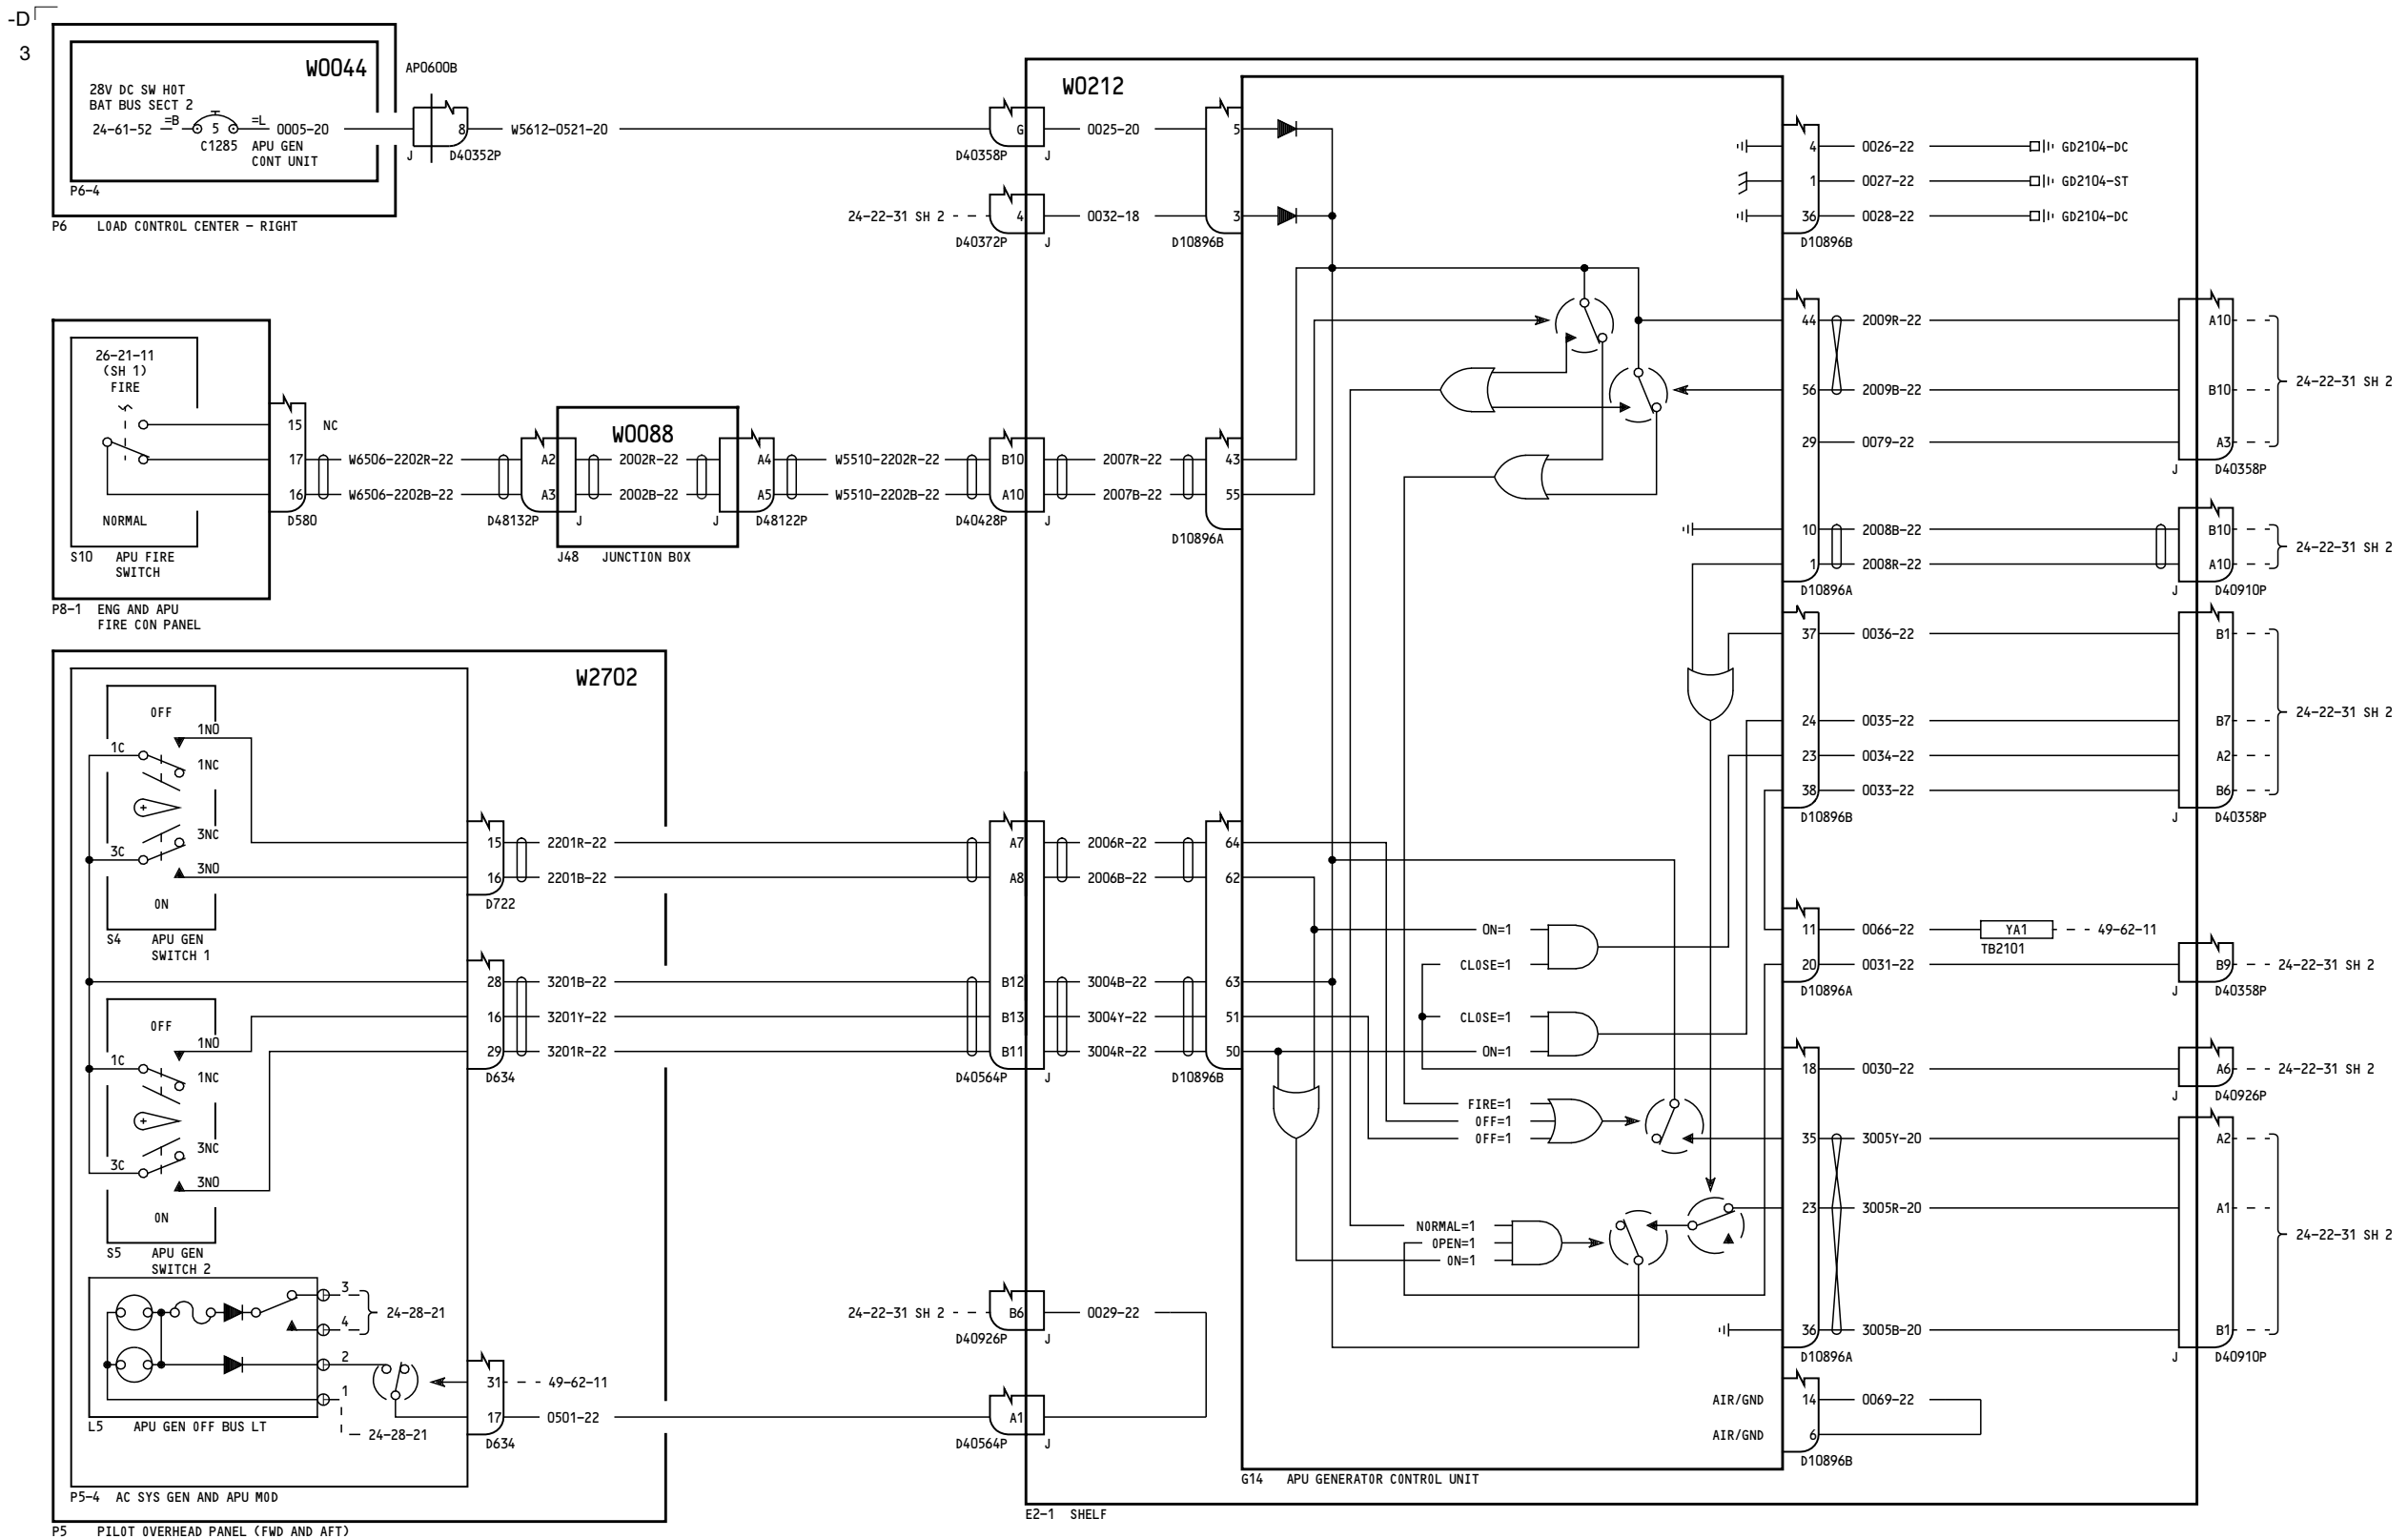 -D
3
W0044
AP0600B
28V DC SW HOT
BAT BUS SECT 2
24-61-52
=B
5
=L
0005-20
C1285
APU GEN
CONT UNIT
P6-4
P6
LOAD CONTROL CENTER - RIGHT
8
J
D40352P
W5612-0521-20
G
D40358P
J
24-22-31 SH 2
4
D40372P
J
W0212
0025-20
5
0032-18
3
D10896B
4
0026-22
GD2104-DC
1
0027-22
GD2104-ST
36
0028-22
GD2104-DC
D10896B
26-21-11
(SH 1)
FIRE
NORMAL
S10
APU FIRE
SWITCH
P8-1
ENG AND APU
FIRE CON PANEL
15
NC
17
W6506-2202R-22
16
W6506-2202B-22
D580
A2
A3
D48132P
J
W0088
2002R-22
2002B-22
J48
JUNCTION BOX
A4
A5
J
D48122P
W5510-2202R-22
W5510-2202B-22
B10
A10
D40428P
J
2007R-22
2007B-22
43
55
D10896A
44
2009R-22
A10
56
2009B-22
B10
24-22-31 SH 2
29
0079-22
A3
J
D40358P
10
2008B-22
B10
24-22-31 SH 2
1
2008R-22
A10
D10896A
J
D40910P
37
0036-22
B1
24
0035-22
B7
24-22-31 SH 2
23
0034-22
A2
38
0033-22
B6
D10896B
J
D40358P
W2702
OFF
1NO
1C
1NC
3NC
3C
3NO
ON
S4
APU GEN
SWITCH 1
15
2201R-22
16
2201B-22
D722
A7
2006R-22
64
A8
2006B-22
62
28
3201B-22
B12
3004B-22
63
16
3201Y-22
B13
3004Y-22
51
29
3201R-22
B11
3004R-22
50
D634
D40564P
J
D10896B
OFF
1NO
1C
1NC
3NC
3C
3NO
ON
S5
APU GEN
SWITCH 2
ON=1
CLOSE=1
CLOSE=1
ON=1
FIRE=1
OFF=1
OFF=1
NORMAL=1
OPEN=1
ON=1
11
0066-22
YA1
49-62-11
TB2101
20
0031-22
B9
24-22-31 SH 2
D10896A
J
D40358P
18
0030-22
A6
24-22-31 SH 2
J
D40926P
35
3005Y-20
A2
23
3005R-20
A1
24-22-31 SH 2
36
3005B-20
B1
D10896A
J
D40910P
3
4
24-28-21
2
1
24-28-21
L5
APU GEN OFF BUS LT
31
49-62-11
17
0501-22
D634
24-22-31 SH 2
B6
0029-22
D40926P
J
A1
D40564P
J
AIR/GND
14
0069-22
AIR/GND
6
D10896B
G14
APU GENERATOR CONTROL UNIT
E2-1
SHELF
P5-4
AC SYS GEN AND APU MOD
P5
PILOT OVERHEAD PANEL (FWD AND AFT)